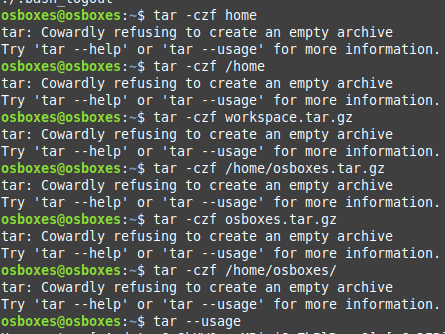 osboxes@osboxes:~$ tar -czf home
tar: Cowardly refusing to create an empty archive
Try 'tar --help' or 'tar --usage' for more information.
osboxes@osboxes:~$ tar -czf /home
tar: Cowardly refusing to create an empty archive
Try 'tar --help' or 'tar --usage' for more information.
osboxes@osboxes:~$ tar -czf workspace.tar.gz
tar: Cowardly refusing to create an empty archive
Try 'tar --help' or 'tar --usage' for more information.
osboxes@osboxes:~$ tar -czf /home/osboxes.tar.gz
tar: Cowardly refusing to create an empty archive
Try 'tar --help' or 'tar --usage' for more information.
osboxes@osboxes:~$ tar -czf osboxes.tar.gz
tar: Cowardly refusing to create an empty archive
Try 'tar --help' or 'tar --usage' for more information.
osboxes@osboxes:~$ tar -czf /home/osboxes/
tar: Cowardly refusing to create an empty archive
Try 'tar --help' or 'tar --usage' for more information.
osboxes@osboxes:~$ tar --usage